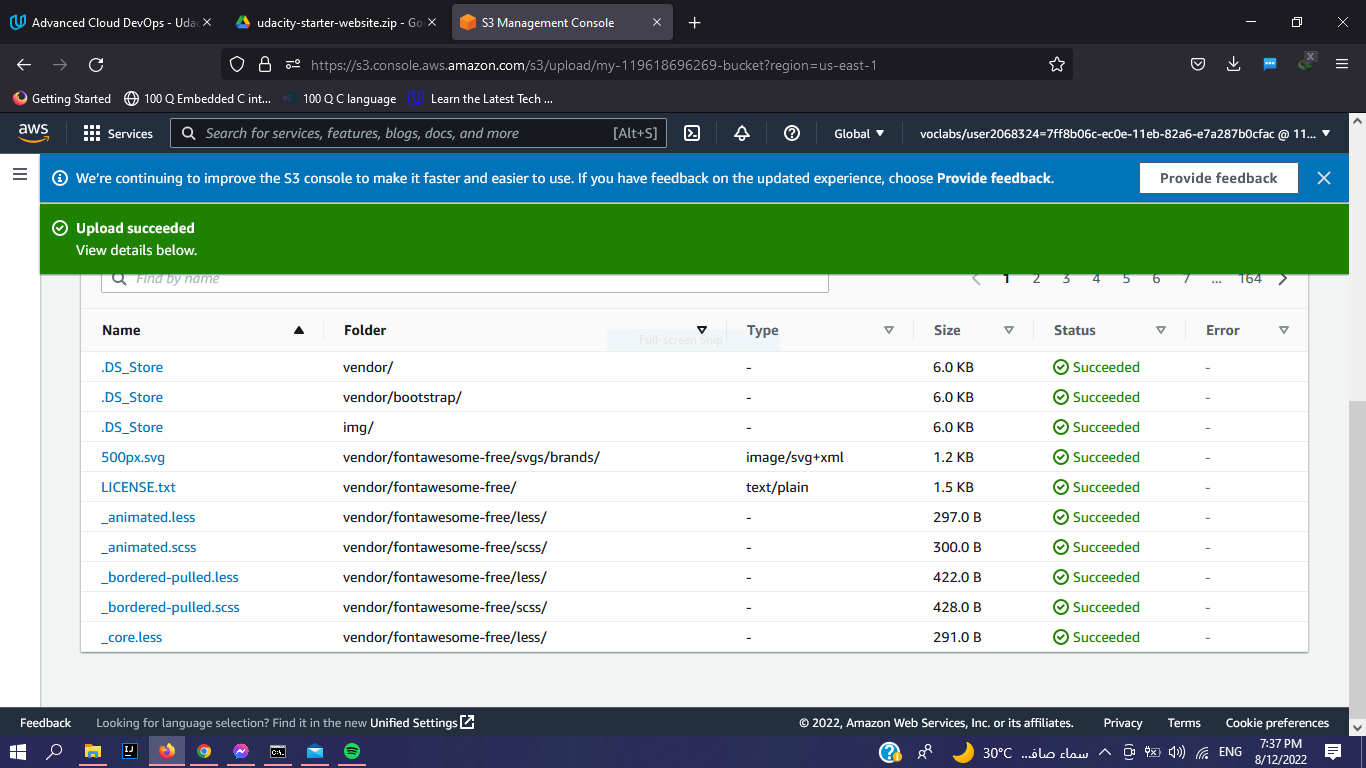 Advanced Cloud DevOps - Udac
udacity-starter-website.zip - Goo
S3 Management Console
https://s3.console.aws.amazon.com/s3/upload/my-119618696269-bucket?region=us-east-1
X
Getting Started
100 Q Embedded C int...
100 Q C language
Learn the Latest Tech ...
aws
Services
Search for services, features, blogs, docs, and more
[Alt+S]
Global
voclabs/user2068324=7ff8b06c-ec0e-11eb-82a6-e7a287b0cfac @ 11...
We're continuing to improve the S3 console to make it faster and easier to use. If you have feedback on the updated experience, choose Provide feedback.
Provide feedback
Upload succeeded
View details below.
Find by name
1 2 3 4 5 6 7 ... 164
Name Folder Type Size Status Error
Full-screen Snip
.DS_Store vendor/ - 6.0 KB Succeeded -
.DS_Store vendor/bootstrap/ - 6.0 KB Succeeded -
.DS_Store img/ - 6.0 KB Succeeded -
500px.svg vendor/fontawesome-free/svgs/brands/ image/svg+xml 1.2 KB Succeeded -
LICENSE.txt vendor/fontawesome-free/ text/plain 1.5 KB Succeeded -
_animated.less vendor/fontawesome-free/less/ - 297.0 B Succeeded -
_animated.scss vendor/fontawesome-free/scss/ - 300.0 B Succeeded -
_bordered-pulled.less vendor/fontawesome-free/less/ - 422.0 B Succeeded -
_bordered-pulled.scss vendor/fontawesome-free/scss/ - 428.0 B Succeeded -
_core.less vendor/fontawesome-free/less/ - 291.0 B Succeeded -
Feedback
Looking for language selection? Find it in the new Unified Settings
© 2022, Amazon Web Services, Inc. or its affiliates.
Privacy
Terms
Cookie preferences
30°C سماء صافـ...
ENG
7:37 PM
8/12/2022